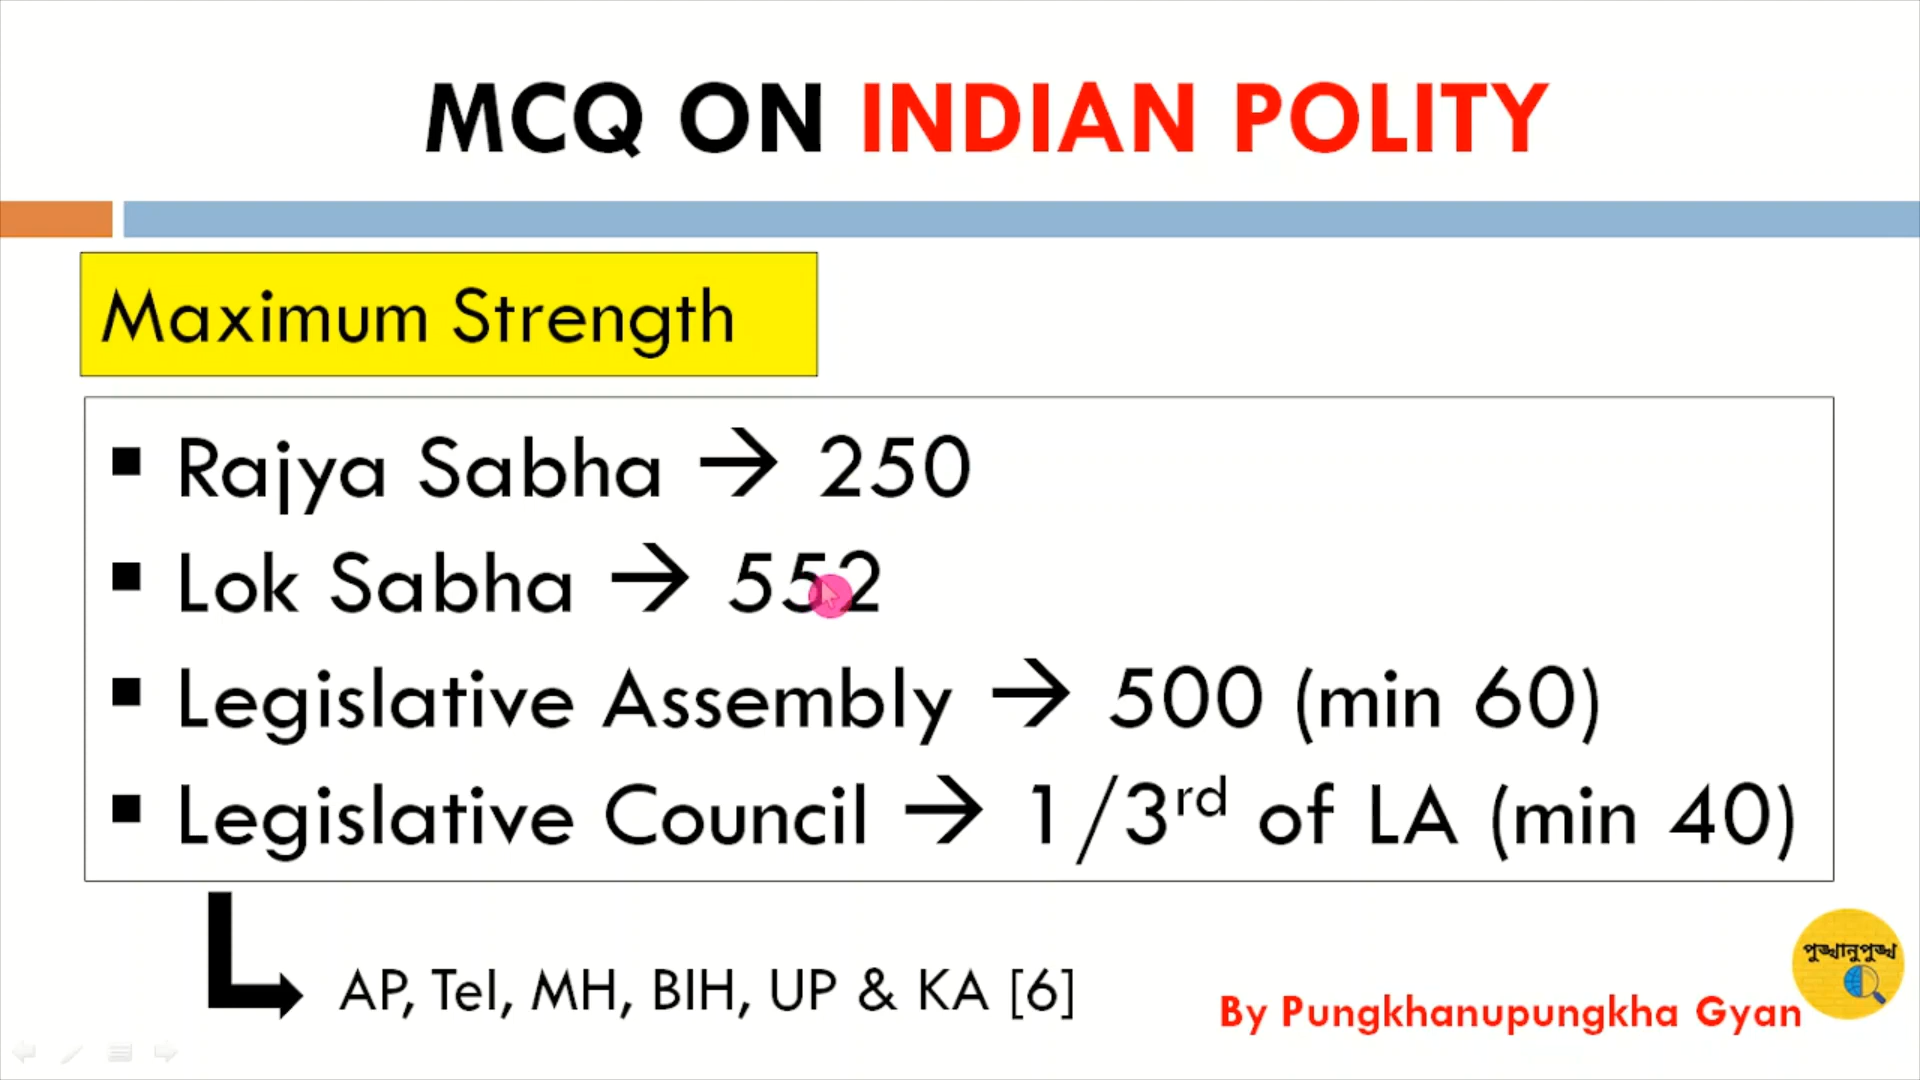 MCQ ON INDIAN POLITY
Maximum Strength
▪ Rajya Sabha → 250
▪ Lok Sabha → 552
▪ Legislative Assembly → 500 (min 60)
▪ Legislative Council → 1/3rd of LA (min 40)
AP, Tel, MH, BIH, UP & KA [6]
পুঙ্খানুপুঙ্খ
By Pungkhanupungkha Gyan